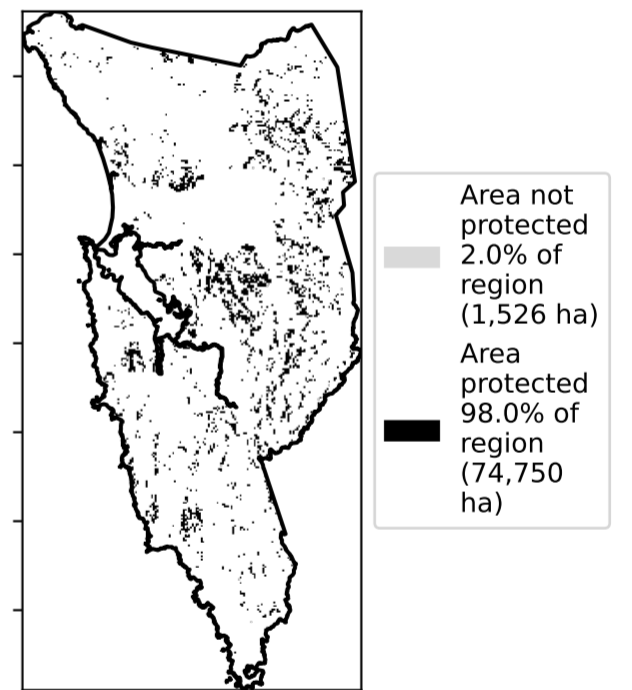 Area not
protected
2.0% of
region
(1,526 ha)
Area
protected
98.0% of
region
(74,750
ha)